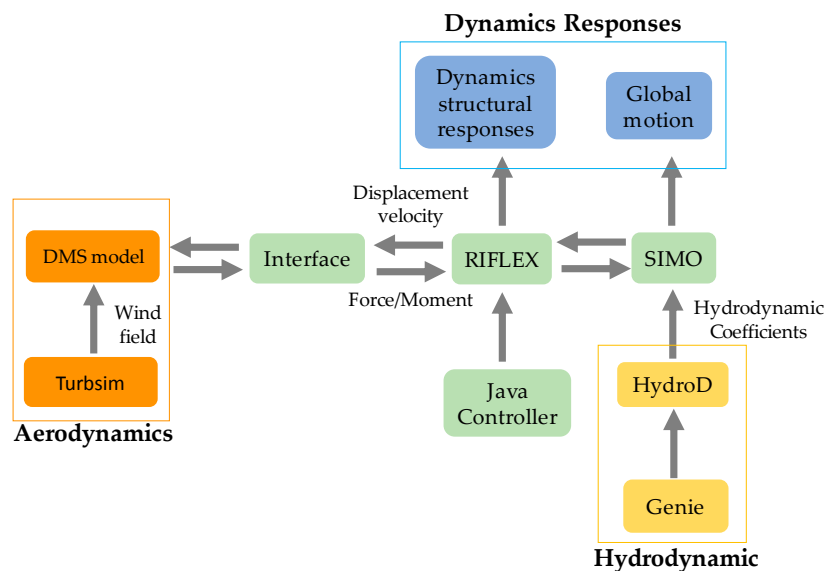 Dynamics Responses
Dynamics
structural
responses
Global
motion
Displacement
velocity
DMS model
Interface
RIFLEX
SIMO
Force/Moment
Wind
field
Hydrodynamic
Coefficients
Turbsim
Java
Controller
HydroD
Aerodynamics
Genie
Hydrodynamic